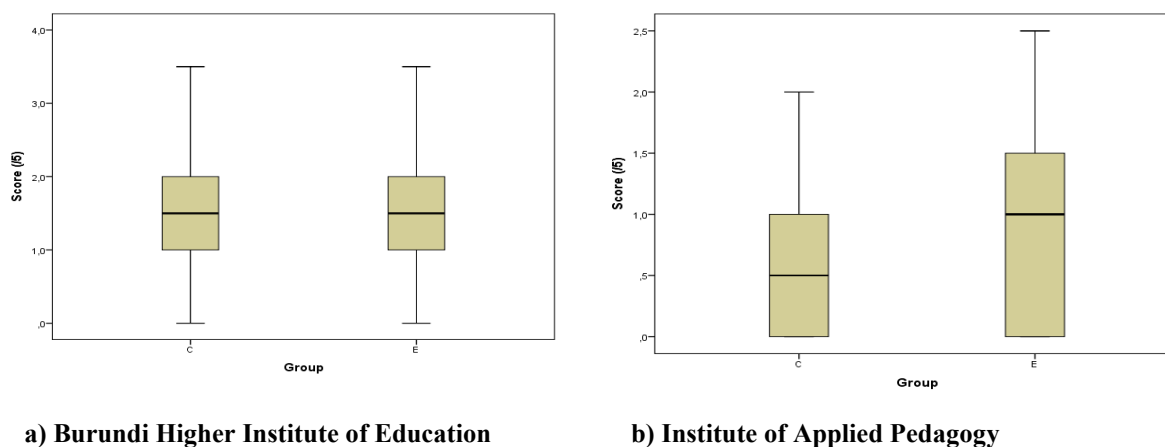 4,0
3,0
2,0
1,0
,0
Score (/5)
C
E
Group
2,5
2,0
1,5
1,0
,5
,0
Score (/5)
C
E
Group
a) Burundi Higher Institute of Education
b) Institute of Applied Pedagogy